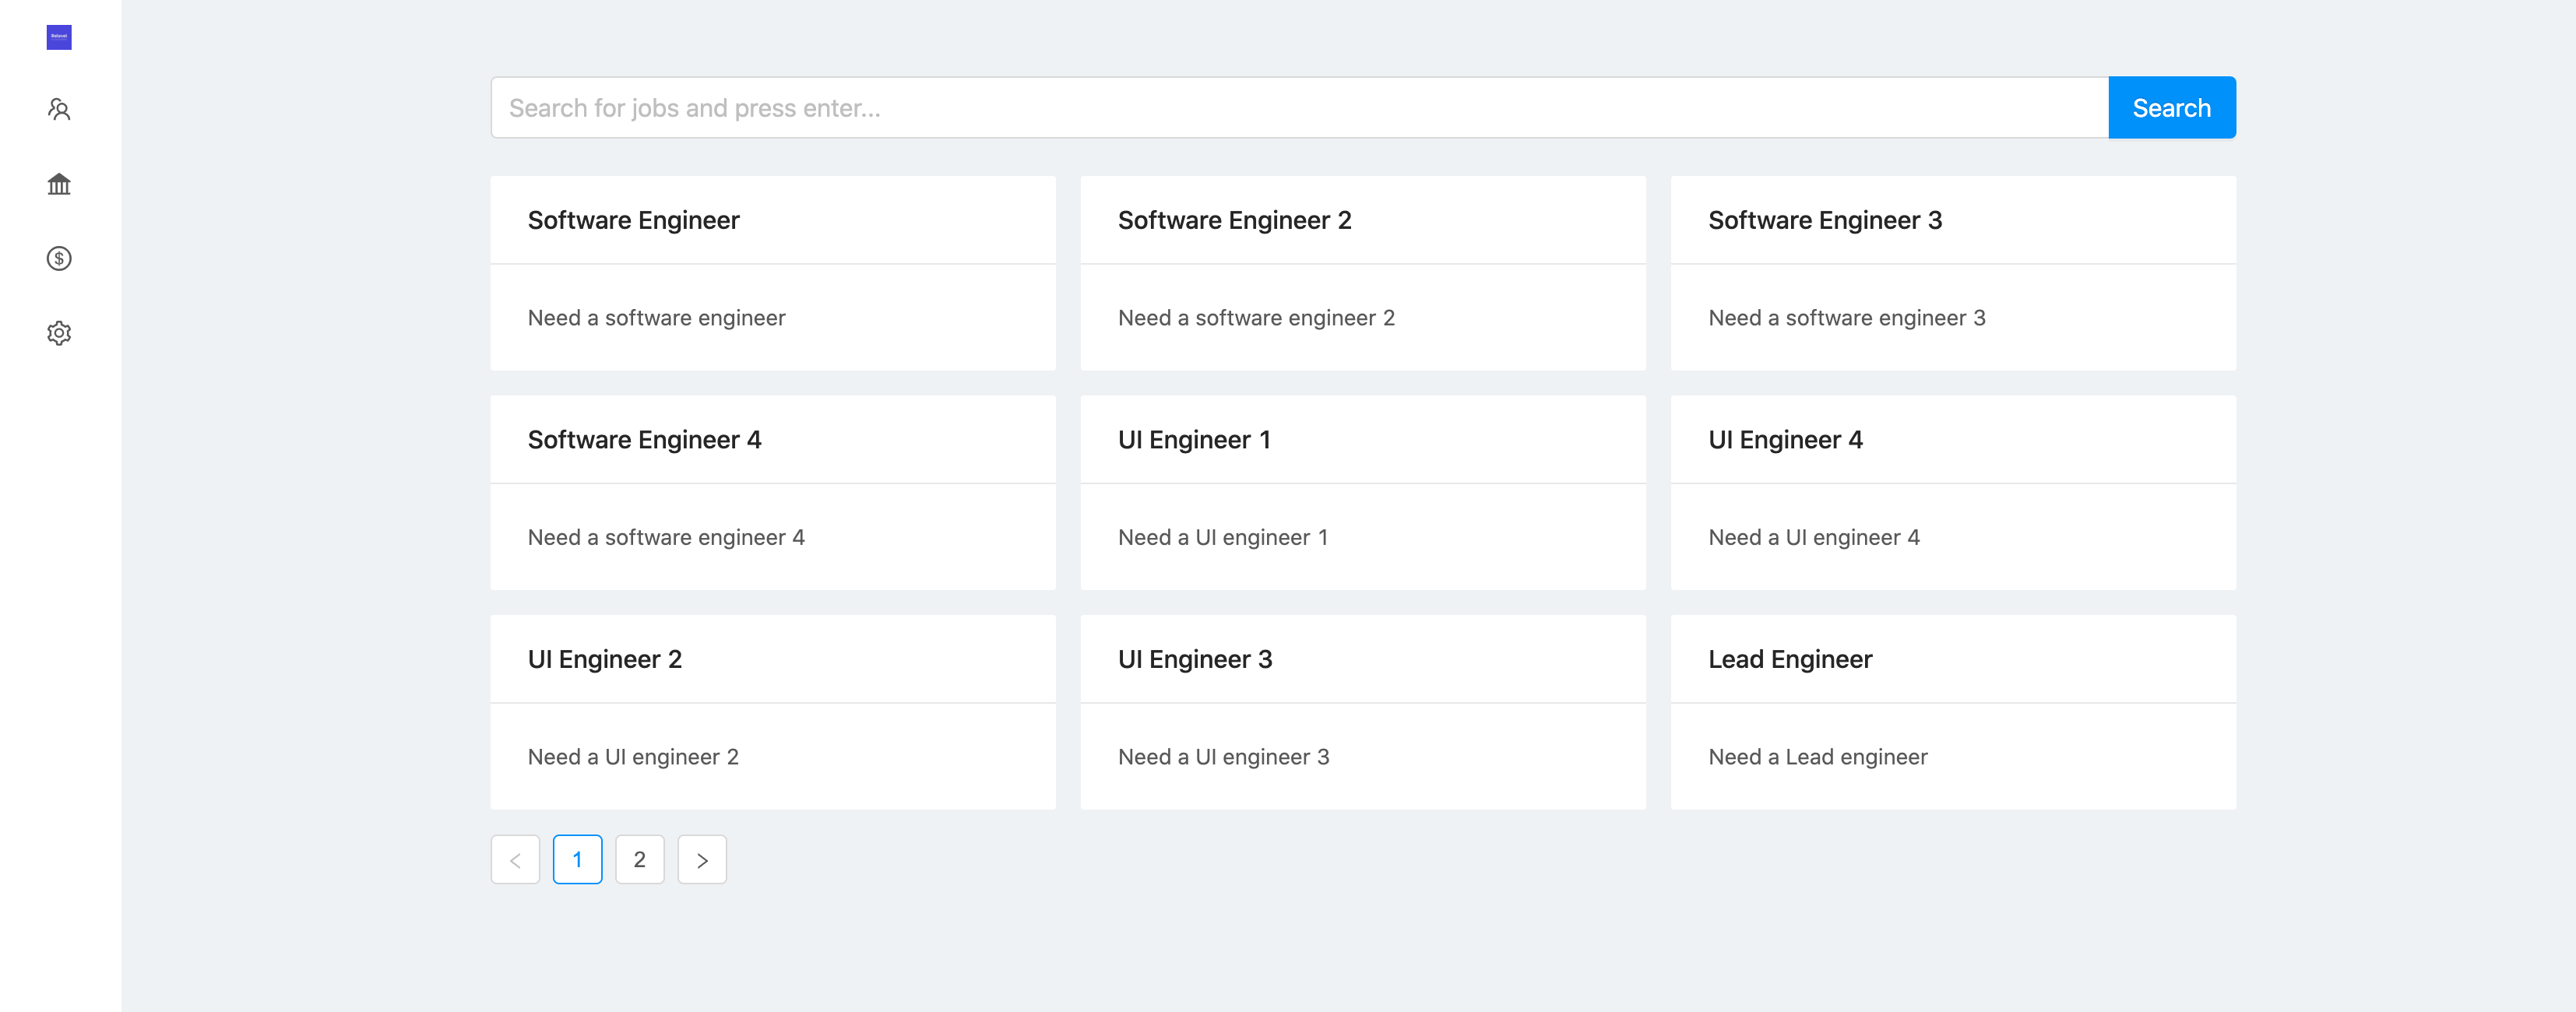 Search for jobs and press enter...
Search
Software Engineer
Need a software engineer
Software Engineer 2
Need a software engineer 2
Software Engineer 3
Need a software engineer 3
Software Engineer 4
Need a software engineer 4
UI Engineer 1
Need a UI engineer 1
UI Engineer 4
Need a UI engineer 4
UI Engineer 2
Need a UI engineer 2
UI Engineer 3
Need a UI engineer 3
Lead Engineer
Need a Lead engineer
< 1 2 >